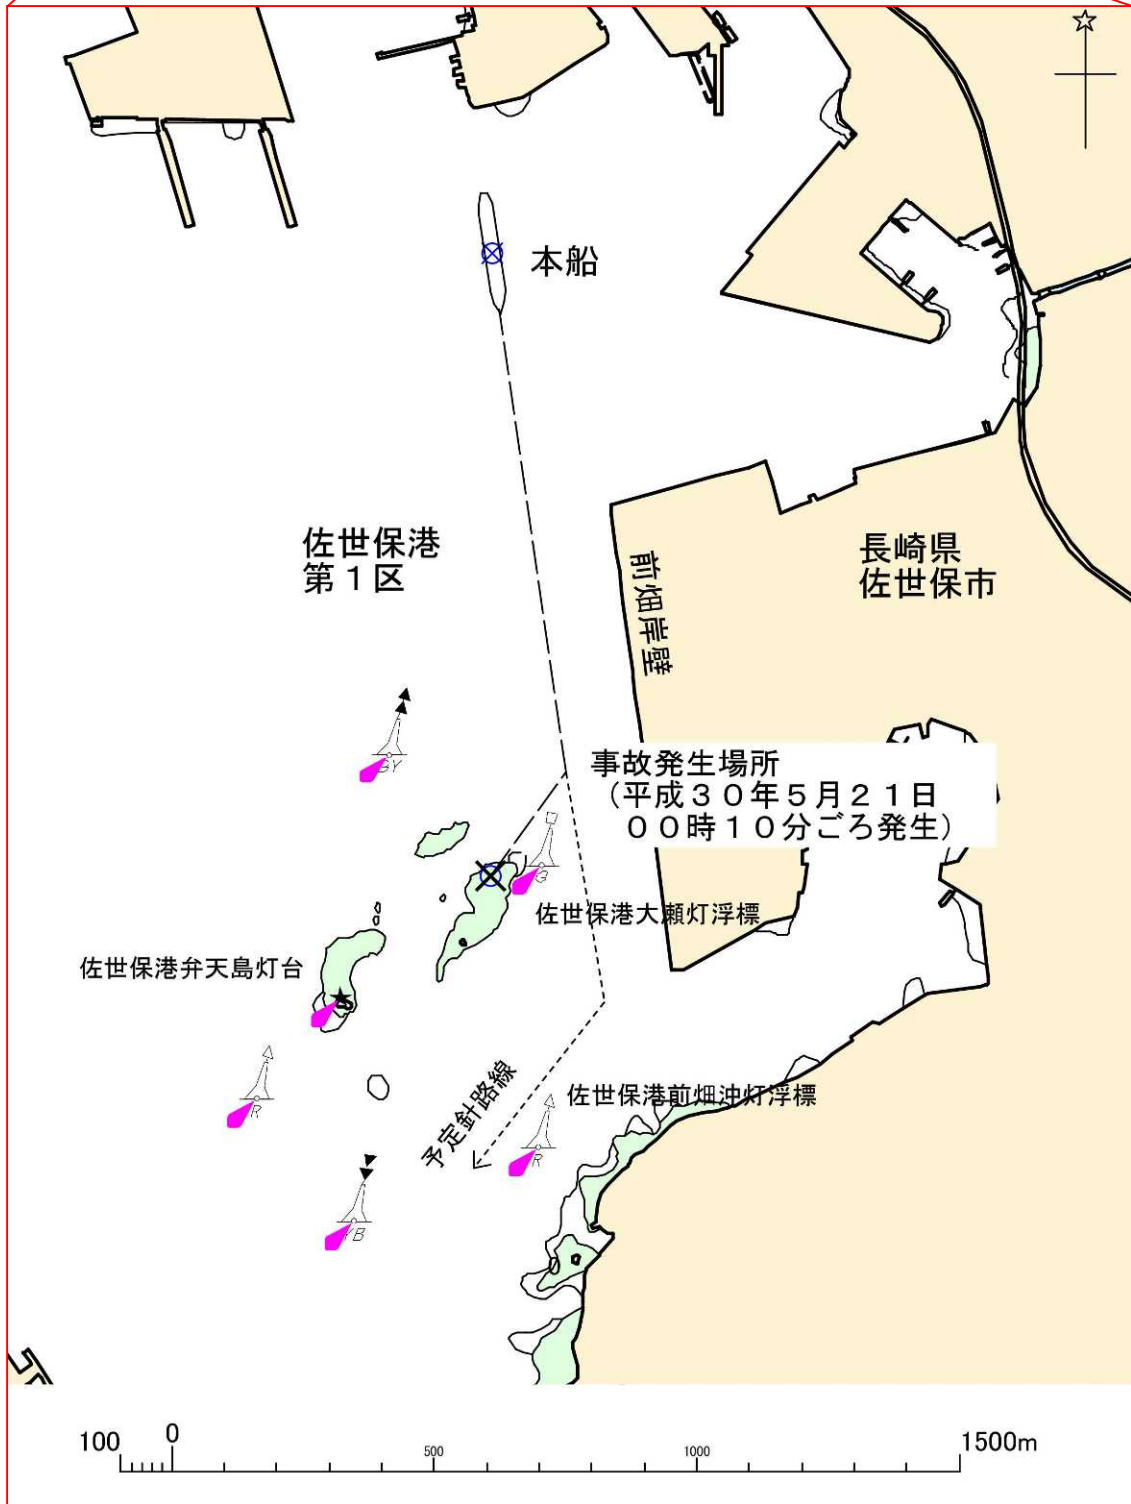 本船
佐世保港
第１区
長崎県
佐世保市
前畑岸壁
BY
事故発生場所
（平成３０年５月２１日
００時１０分ごろ発生）
G
佐世保港大瀬灯浮標
佐世保港弁天島灯台
R
予定針路線
佐世保港前畑沖灯浮標
R
YB
100 0 500 1000 1500m